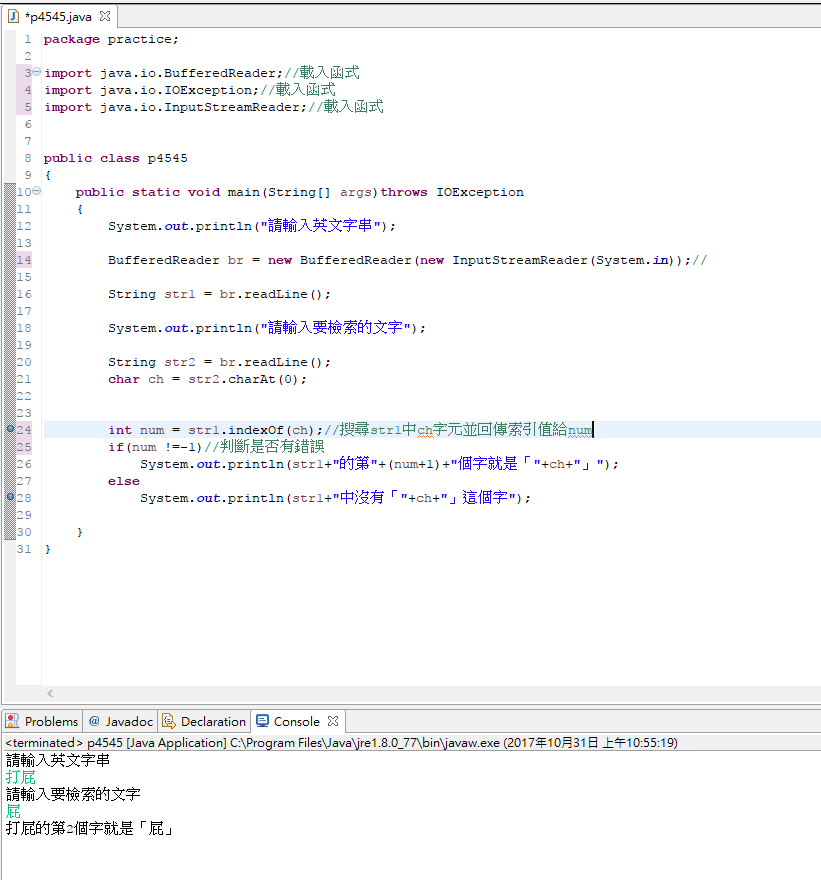 *p4545.java
1 package practice;
2
3 import java.io.BufferedReader;//載入函式
4 import java.io.IOException;//載入函式
5 import java.io.InputStreamReader;//載入函式
6
7
8 public class p4545
9 {
10 public static void main(String[] args)throws IOException
11 {
12 System.out.println("請輸入英文字串");
13
14 BufferedReader br = new BufferedReader(new InputStreamReader(System.in));//
15
16 String str1 = br.readLine();
17
18 System.out.println("請輸入要檢索的文字");
19
20 String str2 = br.readLine();
21 char ch = str2.charAt(0);
22
23
24 int num = str1.indexOf(ch);//搜尋str1中ch字元並回傳索引值給num
25 if(num !=-1)//判斷是否有錯誤
26 System.out.println(str1+"的第"+(num+1)+"個字就是「"+ch+"」");
27 else
28 System.out.println(str1+"中沒有「"+ch+"」這個字");
29
30 }
31 }
Problems @ Javadoc Declaration Console
<terminated> p4545 [Java Application] C:\Program Files\Java\jre1.8.0_77\bin\javaw.exe (2017年10月31日 上午10:55:19)
請輸入英文字串
打屁
請輸入要檢索的文字
屁
打屁的第2個字就是「屁」